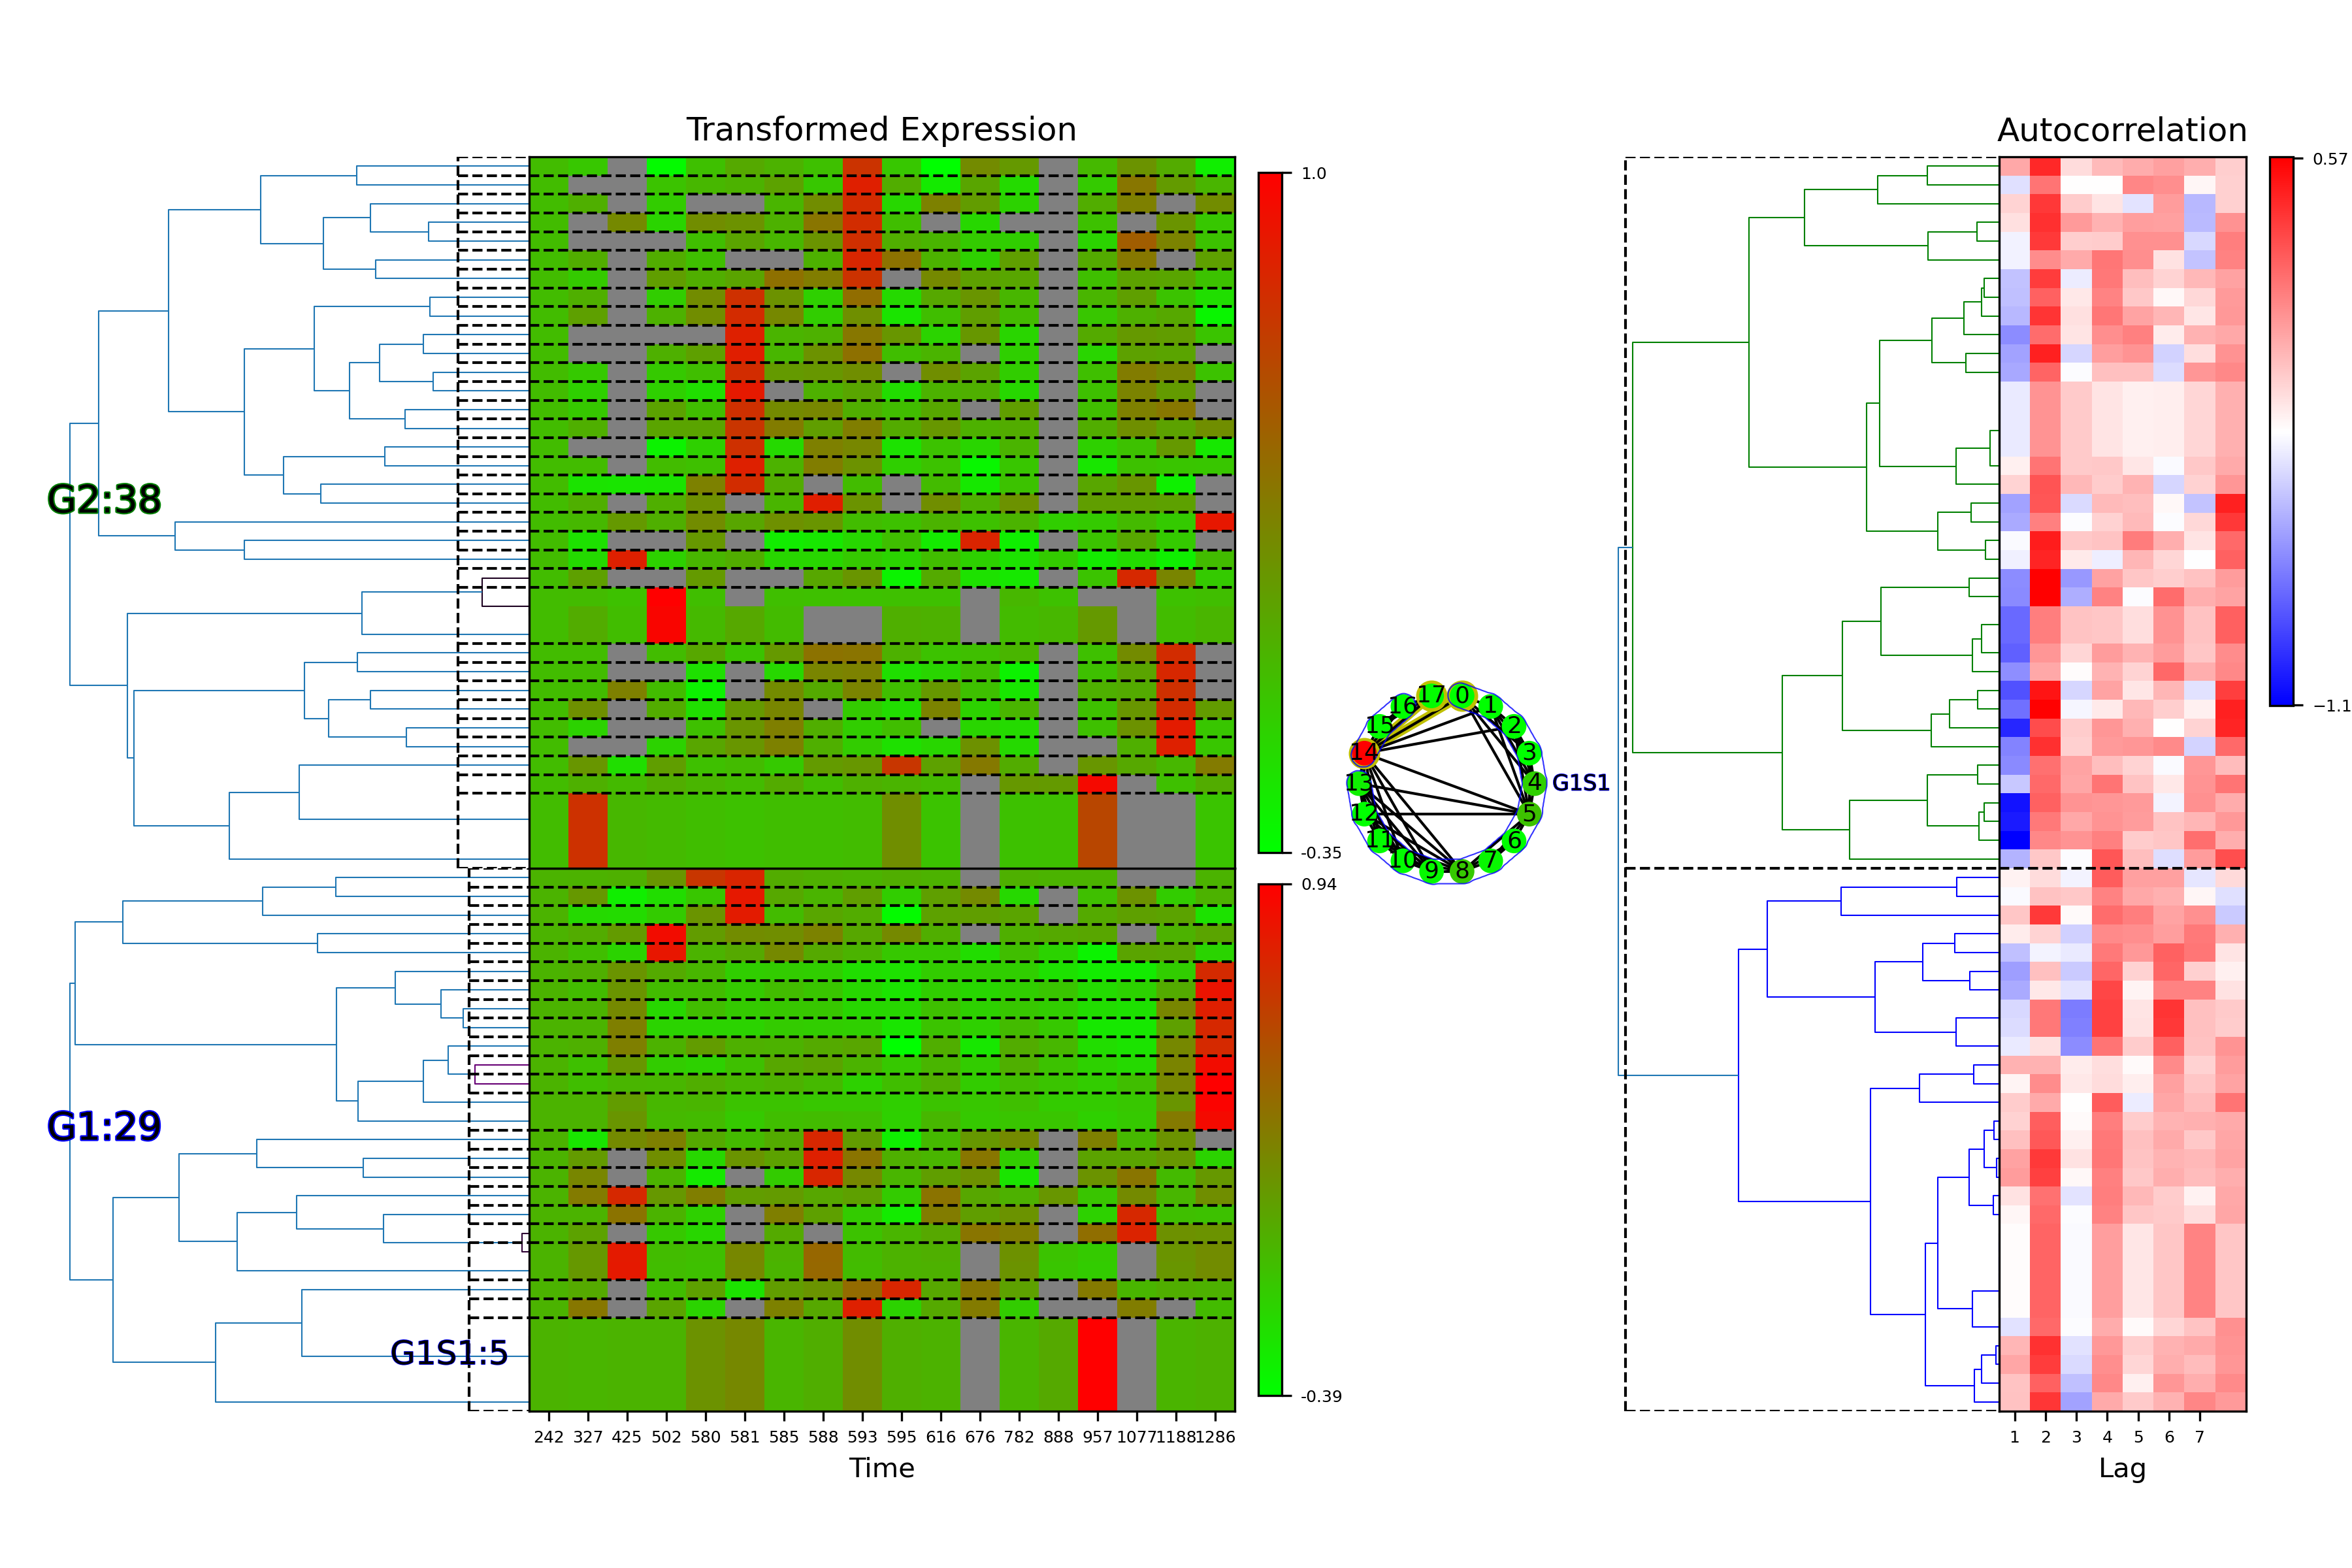 Transformed Expression
Autocorrelation
G2:38
G1:29
G1S1:5
1.0
-0.35
0.94
-0.39
17 0
16 1
15 2
14 3
13 4
12 5
11 6
10 7
9 8
G1S1
0.57
−1.1
242 327 425 502 580 581 585 588 593 595 616 676 782 888 957 1077 1188 1286
Time
1 2 3 4 5 6 7
Lag